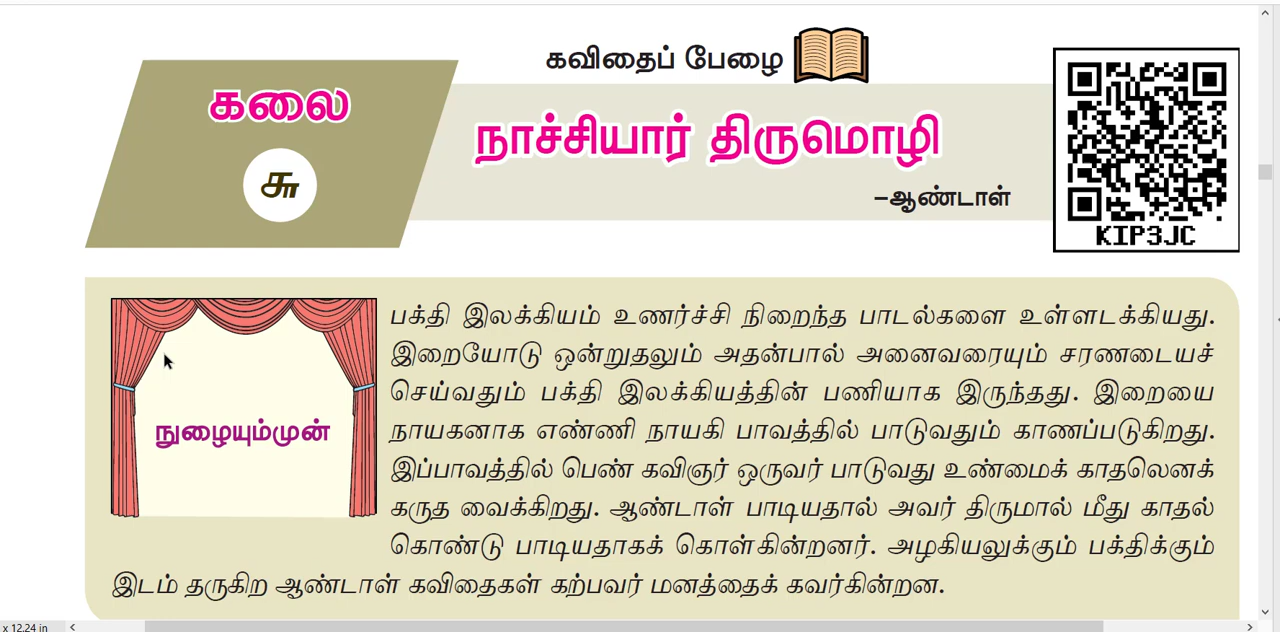 கவிதைப் பேழை
கலை
சு
நாச்சியார் திருமொழி
–ஆண்டாள்
KIP3JC
நுழையும்முன்
பக்தி இலக்கியம் உணர்ச்சி நிறைந்த பாடல்களை உள்ளடக்கியது.
இறையோடு ஒன்றுதலும் அதன்பால் அனைவரையும் சரணடையச்
செய்வதும் பக்தி இலக்கியத்தின் பணியாக இருந்தது. இறையை
நாயகனாக எண்ணி நாயகி பாவத்தில் பாடுவதும் காணப்படுகிறது.
இப்பாவத்தில் பெண் கவிஞர் ஒருவர் பாடுவது உண்மைக் காதலெனக்
கருத வைக்கிறது. ஆண்டாள் பாடியதால் அவர் திருமால் மீது காதல்
கொண்டு பாடியதாகக் கொள்கின்றனர். அழகியலுக்கும் பக்திக்கும்
இடம் தருகிற ஆண்டாள் கவிதைகள் கற்பவர் மனத்தைக் கவர்கின்றன.
x 12.24 in